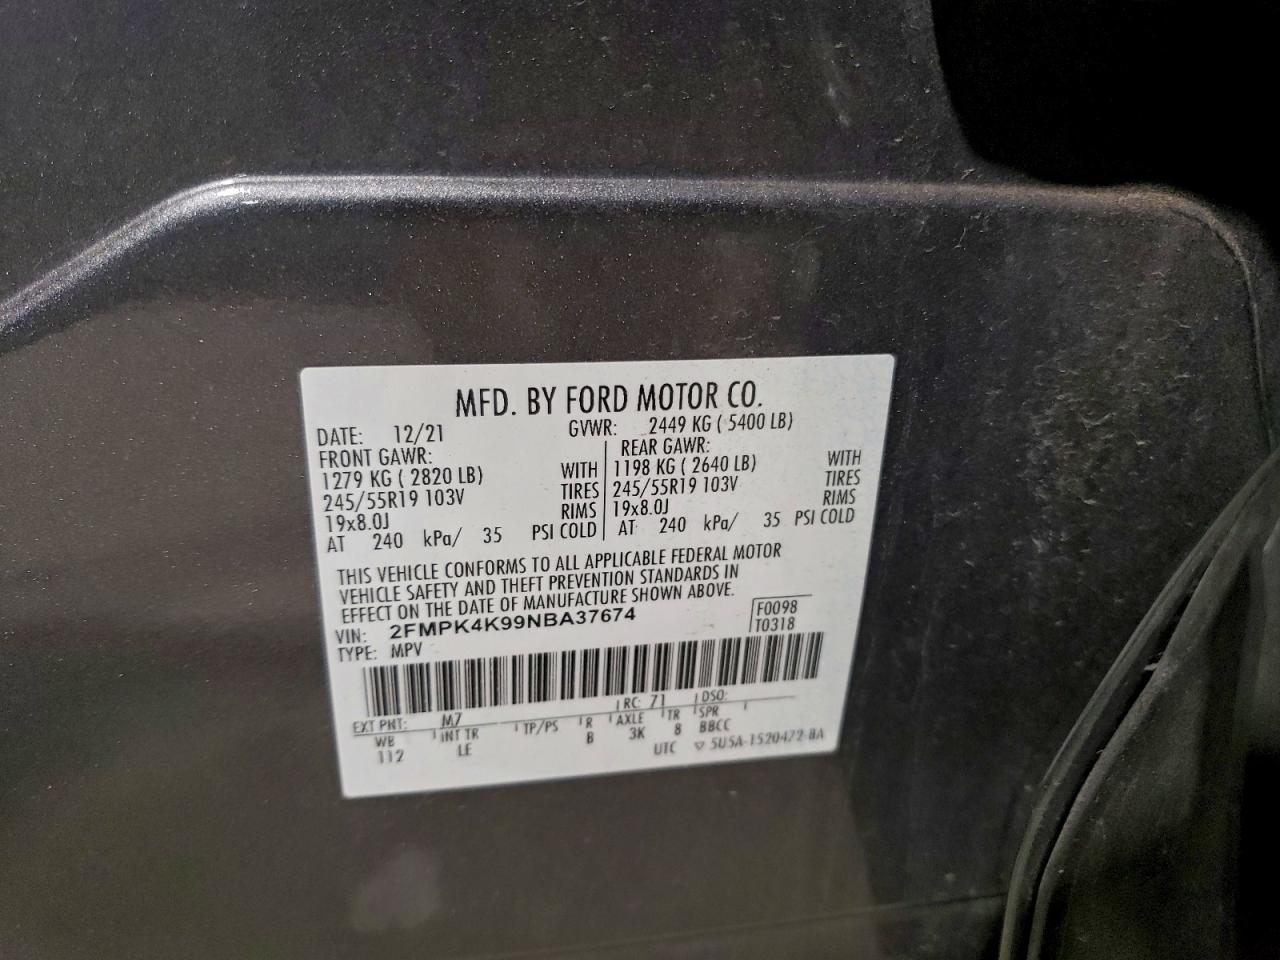 MFD. BY FORD MOTOR CO.
DATE: 12/21 GVWR: 2449 KG ( 5400 LB)
FRONT GAWR: REAR GAWR:
1279 KG ( 2820 LB) WITH 1198 KG ( 2640 LB) WITH
245/55R19 103V TIRES 245/55R19 103V TIRES
19x8.0J RIMS 19x8.0J RIMS
AT 240 kPa/ 35 PSI COLD AT 240 kPa/ 35 PSI COLD
THIS VEHICLE CONFORMS TO ALL APPLICABLE FEDERAL MOTOR
VEHICLE SAFETY AND THEFT PREVENTION STANDARDS IN
EFFECT ON THE DATE OF MANUFACTURE SHOWN ABOVE.
VIN: 2FMPK4K99NBA37674 F0098
TYPE: MPV T0318
EXT PNT: M7 RC: 71 DSO:
WB INT TR TP/PS R AXLE TR SPR
112 LE B 3K 8 BBCC
UTC ▽ 5U5A-1520472-BA